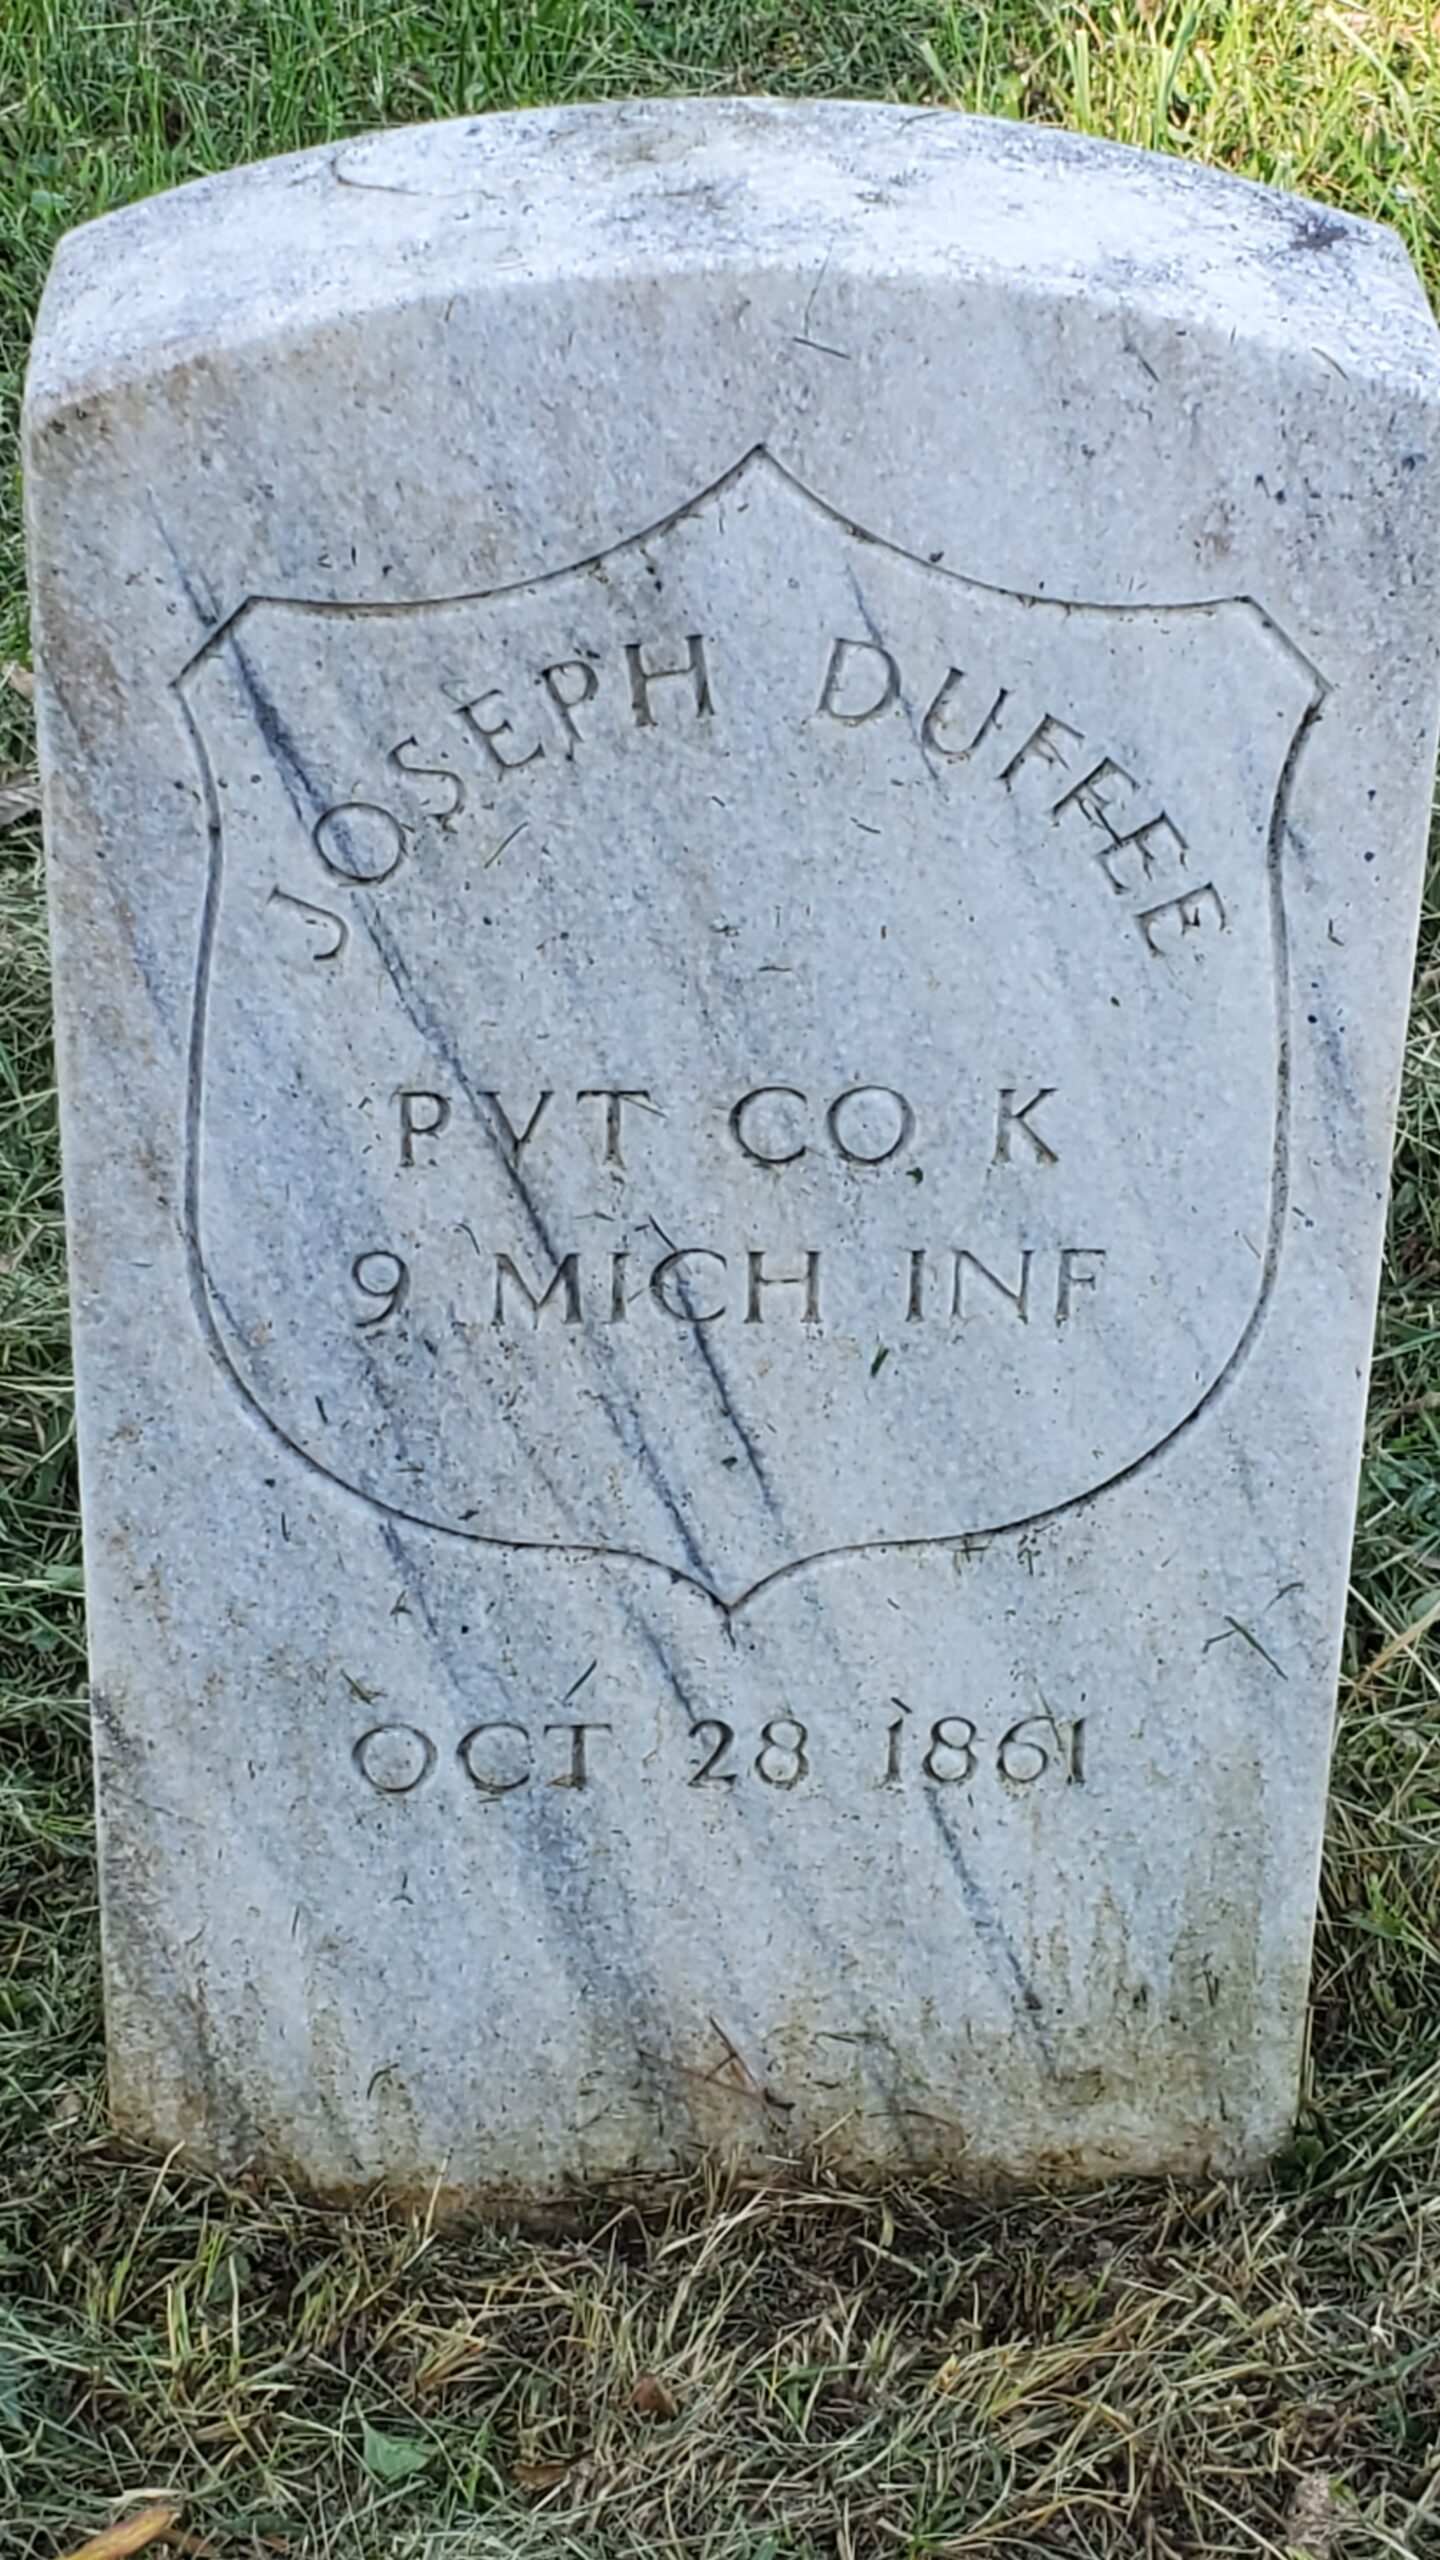 JOSEPH DUFFEE
PVT CO K
9 MICH INF
OCT 28 1861